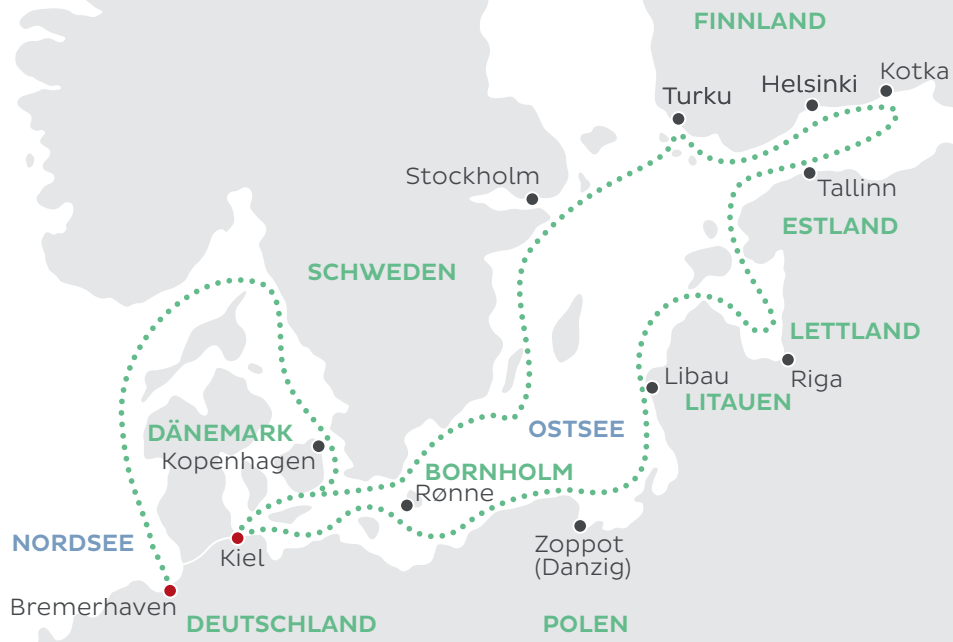 FINNLAND
Kotka
Helsinki
Turku
Stockholm
Tallinn
ESTLAND
SCHWEDEN
LETTLAND
Libau
Riga
LITAUEN
OSTSEE
DÄNEMARK
Kopenhagen
BORNHOLM
Rønne
NORDSEE
Kiel
Zoppot
(Danzig)
Bremerhaven
DEUTSCHLAND
POLEN